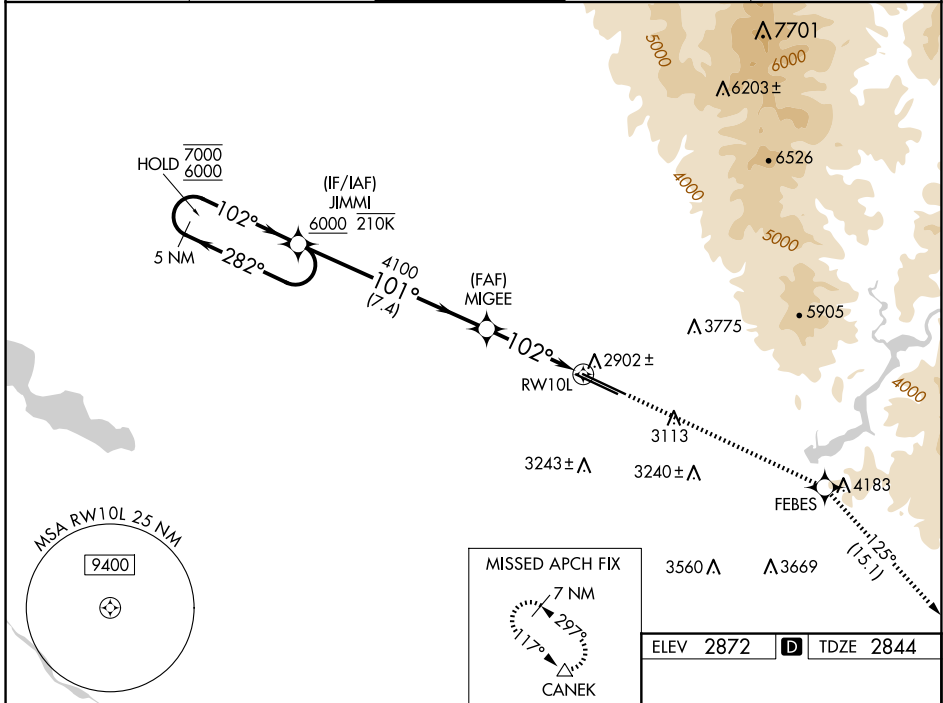 7701
5000
6000
6203±
HOLD 7000
6000
6526
(IF/IAF)
JIMMI
6000 210K
4000
102°
5 NM
282°
5000
4100
101°
(7.4)
(FAF)
MIGEE
5905
3775
102°
2902±
RW10L
4000
3113
3243±
3240±
4183
FEBES
MSA RW10L 25 NM
9400
125°
(15.1)
MISSED APCH FIX
7 NM
297°
117°
CANEK
3560
3669
ELEV 2872 D TDZE 2844